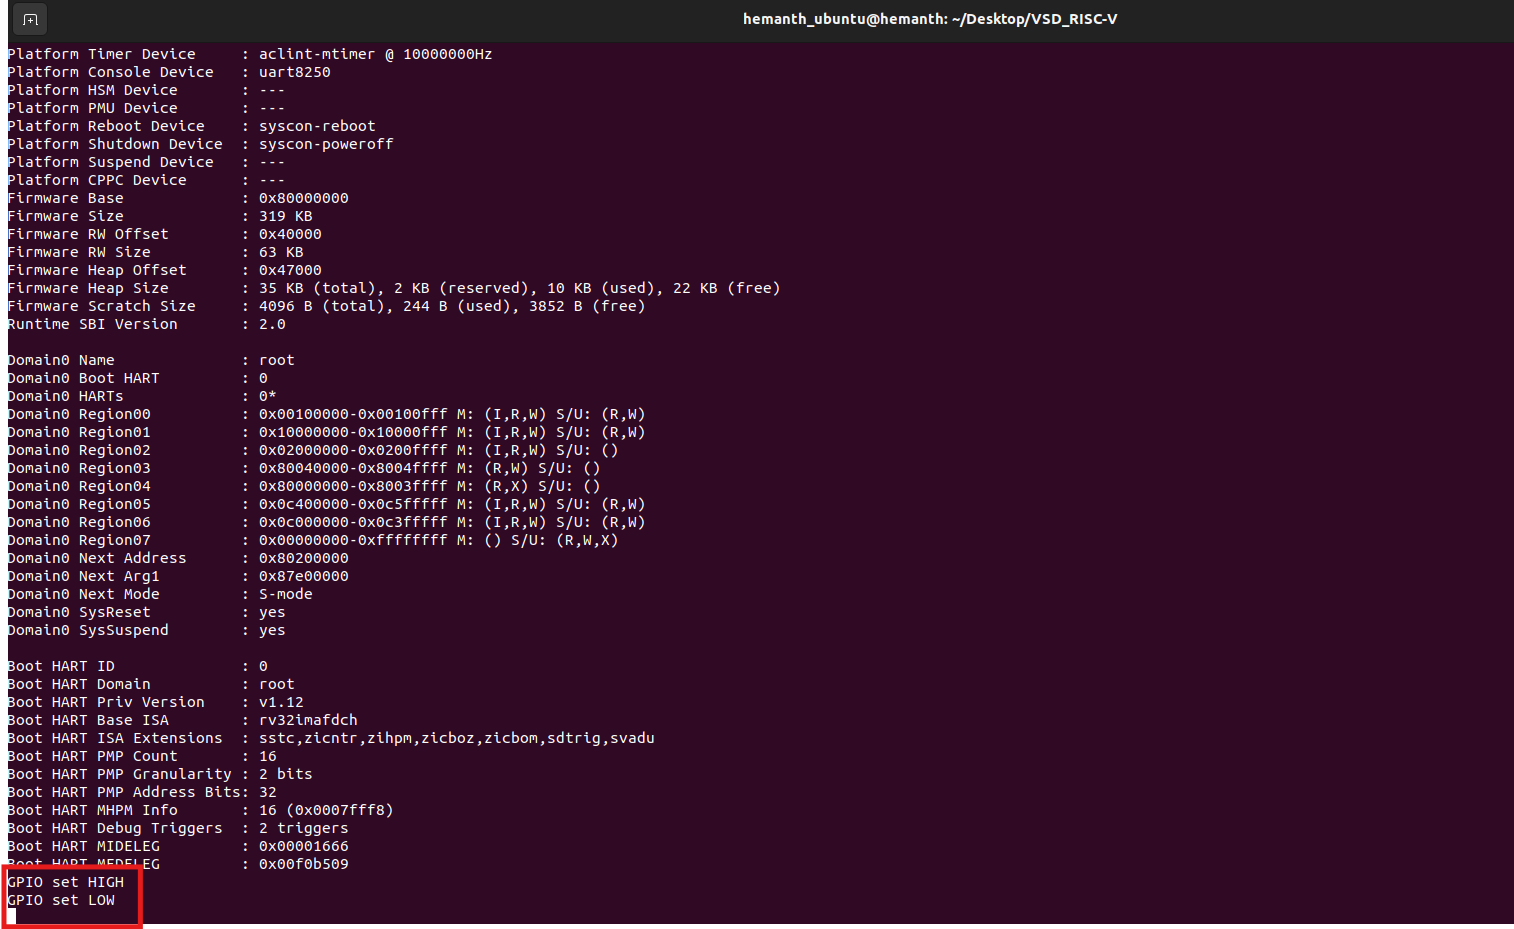 hemanth_ubuntu@hemanth: ~/Desktop/VSD_RISC-V
Platform Timer Device     : aclint-mtimer @ 10000000Hz
Platform Console Device   : uart8250
Platform HSM Device       : ---
Platform PMU Device       : ---
Platform Reboot Device    : syscon-reboot
Platform Shutdown Device  : syscon-poweroff
Platform Suspend Device   : ---
Platform CPPC Device      : ---
Firmware Base             : 0x80000000
Firmware Size             : 319 KB
Firmware RW Offset        : 0x40000
Firmware RW Size          : 63 KB
Firmware Heap Offset      : 0x47000
Firmware Heap Size        : 35 KB (total), 2 KB (reserved), 10 KB (used), 22 KB (free)
Firmware Scratch Size     : 4096 B (total), 244 B (used), 3852 B (free)
Runtime SBI Version       : 2.0
Domain0 Name              : root
Domain0 Boot HART         : 0
Domain0 HARTs             : 0*
Domain0 Region00          : 0x00100000-0x00100fff M: (I,R,W) S/U: (R,W)
Domain0 Region01          : 0x10000000-0x10000fff M: (I,R,W) S/U: (R,W)
Domain0 Region02          : 0x02000000-0x0200ffff M: (I,R,W) S/U: ()
Domain0 Region03          : 0x80040000-0x8004ffff M: (R,W) S/U: ()
Domain0 Region04          : 0x80000000-0x8003ffff M: (R,X) S/U: ()
Domain0 Region05          : 0x0c400000-0x0c5fffff M: (I,R,W) S/U: (R,W)
Domain0 Region06          : 0x0c000000-0x0c3fffff M: (I,R,W) S/U: (R,W)
Domain0 Region07          : 0x00000000-0xffffffff M: () S/U: (R,W,X)
Domain0 Next Address      : 0x80200000
Domain0 Next Arg1         : 0x87e00000
Domain0 Next Mode         : S-mode
Domain0 SysReset          : yes
Domain0 SysSuspend        : yes
Boot HART ID              : 0
Boot HART Domain          : root
Boot HART Priv Version    : v1.12
Boot HART Base ISA        : rv32imafdch
Boot HART ISA Extensions  : sstc,zicntr,zihpm,zicboz,zicbom,sdtrig,svadu
Boot HART PMP Count       : 16
Boot HART PMP Granularity : 2 bits
Boot HART PMP Address Bits: 32
Boot HART MHPM Info       : 16 (0x0007fff8)
Boot HART Debug Triggers  : 2 triggers
Boot HART MIDELEG         : 0x00001666
Boot HART MEDELEG         : 0x00f0b509
GPIO set HIGH
GPIO set LOW